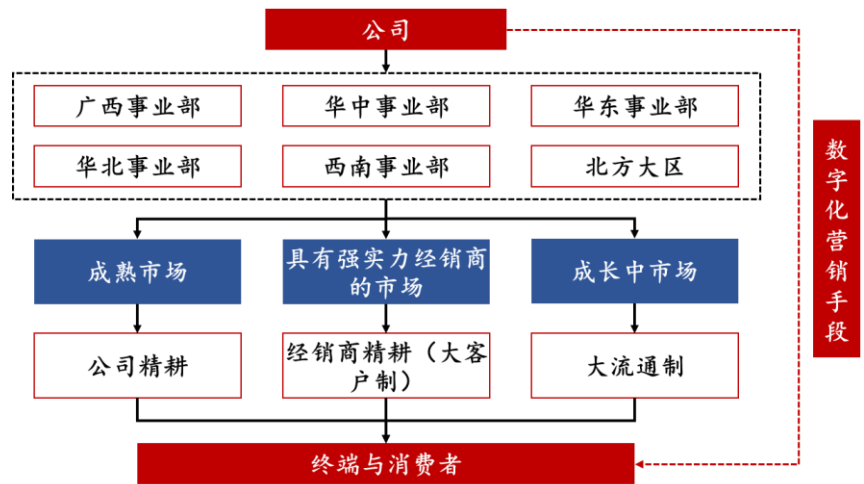 公司
广西事业部
华中事业部
华东事业部
华北事业部
西南事业部
北方大区
成熟市场
具有强实力经销商
的市场
成长中市场
公司精耕
经销商精耕（大客
户制）
大流通制
终端与消费者
数字化营销手段